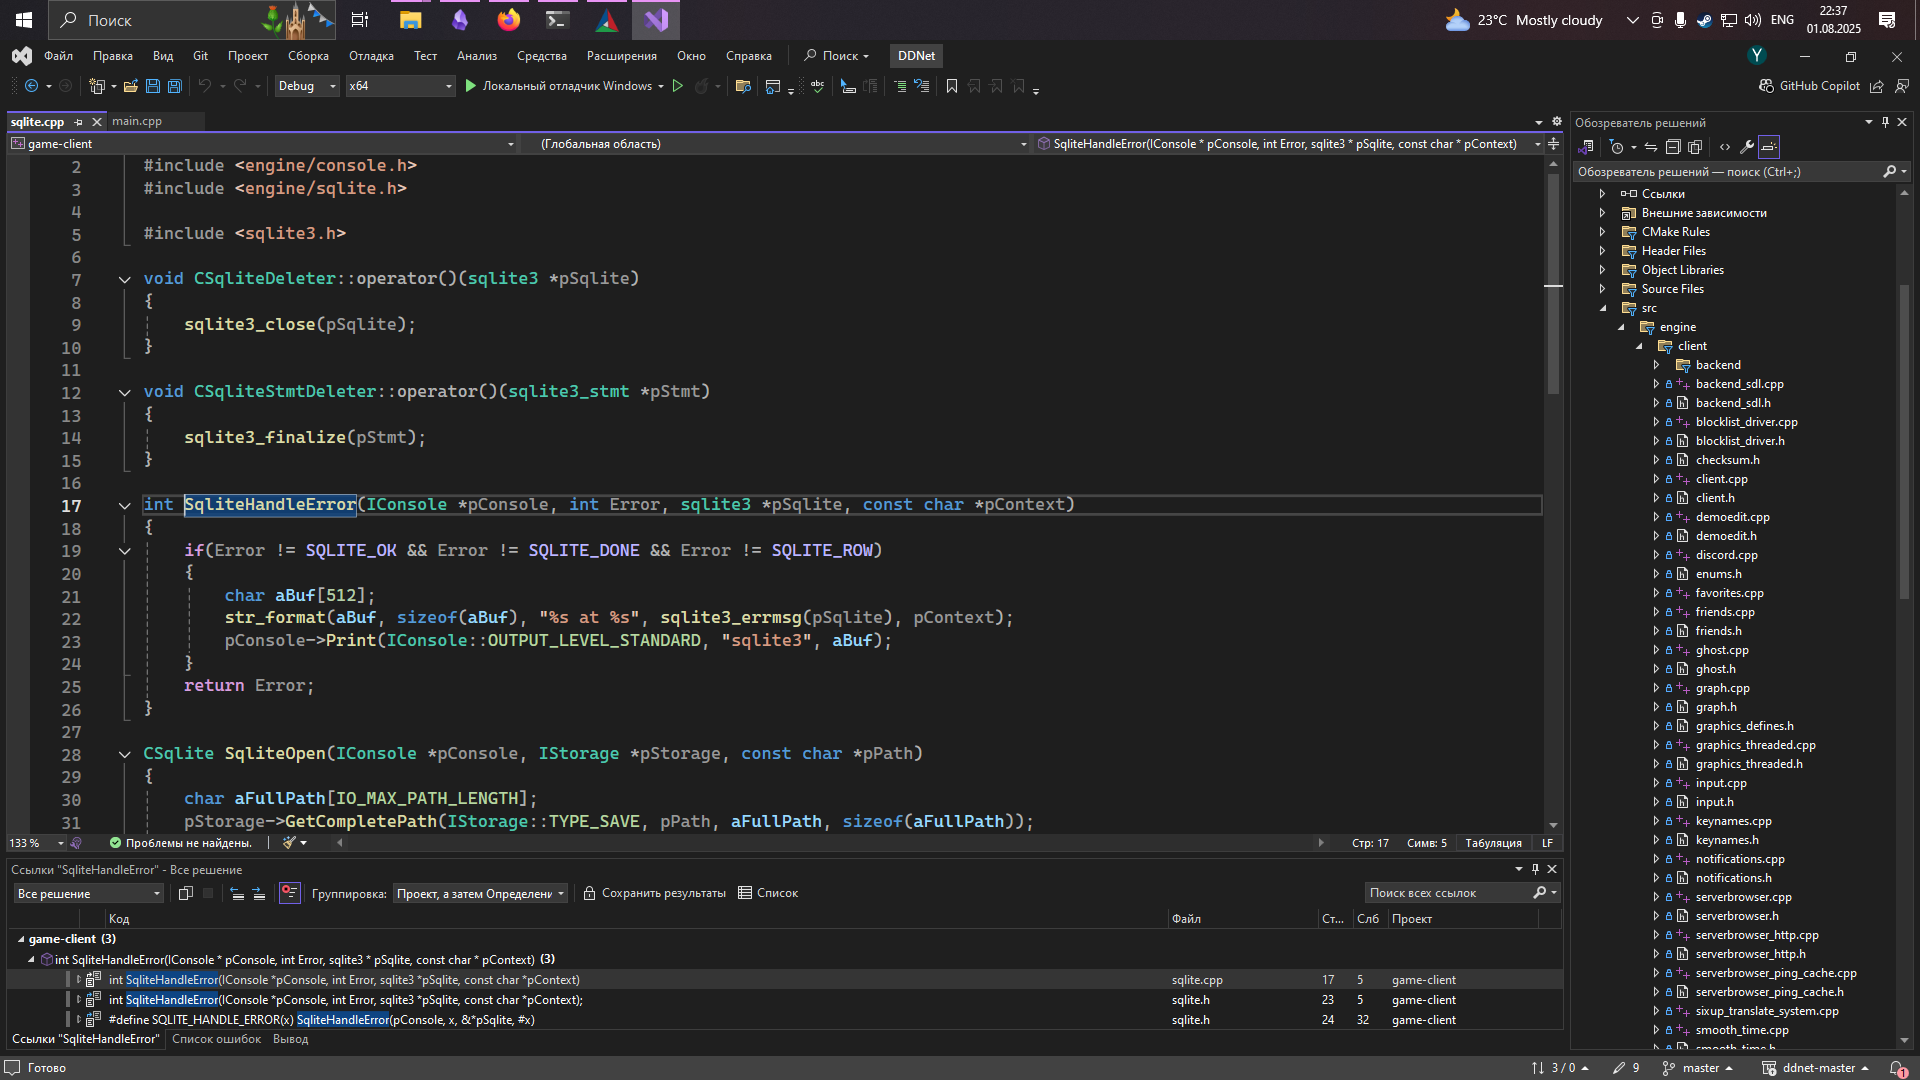 Поиск
23°C Mostly cloudy
ENG
22:37
01.08.2025
Файл Правка Вид Git Проект Сборка Отладка Тест Анализ Средства Расширения Окно Справка Поиск DDNet
Y
Debug x64 Локальный отладчик Windows
GitHub Copilot
sqlite.cpp main.cpp
game-client (Глобальная область) SqliteHandleError(IConsole * pConsole, int Error, sqlite3 * pSqlite, const char * pContext)
2 #include <engine/console.h>
3 #include <engine/sqlite.h>
4
5 #include <sqlite3.h>
6
7 void CSqliteDeleter::operator()(sqlite3 *pSqlite)
8 {
9 sqlite3_close(pSqlite);
10 }
11
12 void CSqliteStmtDeleter::operator()(sqlite3_stmt *pStmt)
13 {
14 sqlite3_finalize(pStmt);
15 }
16
17 int SqliteHandleError(IConsole *pConsole, int Error, sqlite3 *pSqlite, const char *pContext)
18 {
19 if(Error != SQLITE_OK && Error != SQLITE_DONE && Error != SQLITE_ROW)
20 {
21 char aBuf[512];
22 str_format(aBuf, sizeof(aBuf), "%s at %s", sqlite3_errmsg(pSqlite), pContext);
23 pConsole->Print(IConsole::OUTPUT_LEVEL_STANDARD, "sqlite3", aBuf);
24 }
25 return Error;
26 }
27
28 CSqlite SqliteOpen(IConsole *pConsole, IStorage *pStorage, const char *pPath)
29 {
30 char aFullPath[IO_MAX_PATH_LENGTH];
31 pStorage->GetCompletePath(IStorage::TYPE_SAVE, pPath, aFullPath, sizeof(aFullPath));
133 % Проблемы не найдены. Стр: 17 Симв: 5 Табуляция LF
Ссылки "SqliteHandleError" - Все решение
Все решение Группировка: Проект, а затем Определени Сохранить результаты Список Поиск всех ссылок
Код Файл Ст... Слб Проект
game-client (3)
int SqliteHandleError(IConsole * pConsole, int Error, sqlite3 * pSqlite, const char * pContext) (3)
int SqliteHandleError(IConsole *pConsole, int Error, sqlite3 *pSqlite, const char *pContext) sqlite.cpp 17 5 game-client
int SqliteHandleError(IConsole *pConsole, int Error, sqlite3 *pSqlite, const char *pContext); sqlite.h 23 5 game-client
#define SQLITE_HANDLE_ERROR(x) SqliteHandleError(pConsole, x, &*pSqlite, #x) sqlite.h 24 32 game-client
Ссылки "SqliteHandleError" Список ошибок Вывод
Обозреватель решений
Обозреватель решений — поиск (Ctrl+;)
Ссылки
Внешние зависимости
CMake Rules
Header Files
Object Libraries
Source Files
src
engine
client
backend
backend_sdl.cpp
backend_sdl.h
blocklist_driver.cpp
blocklist_driver.h
checksum.h
client.cpp
client.h
demoedit.cpp
demoedit.h
discord.cpp
enums.h
favorites.cpp
friends.cpp
friends.h
ghost.cpp
ghost.h
graph.cpp
graph.h
graphics_defines.h
graphics_threaded.cpp
graphics_threaded.h
input.cpp
input.h
keynames.cpp
keynames.h
notifications.cpp
notifications.h
serverbrowser.cpp
serverbrowser.h
serverbrowser_http.cpp
serverbrowser_http.h
serverbrowser_ping_cache.cpp
serverbrowser_ping_cache.h
sixup_translate_system.cpp
smooth_time.cpp
smooth_time.h
Готово 3 / 0 9 master ddnet-master 1